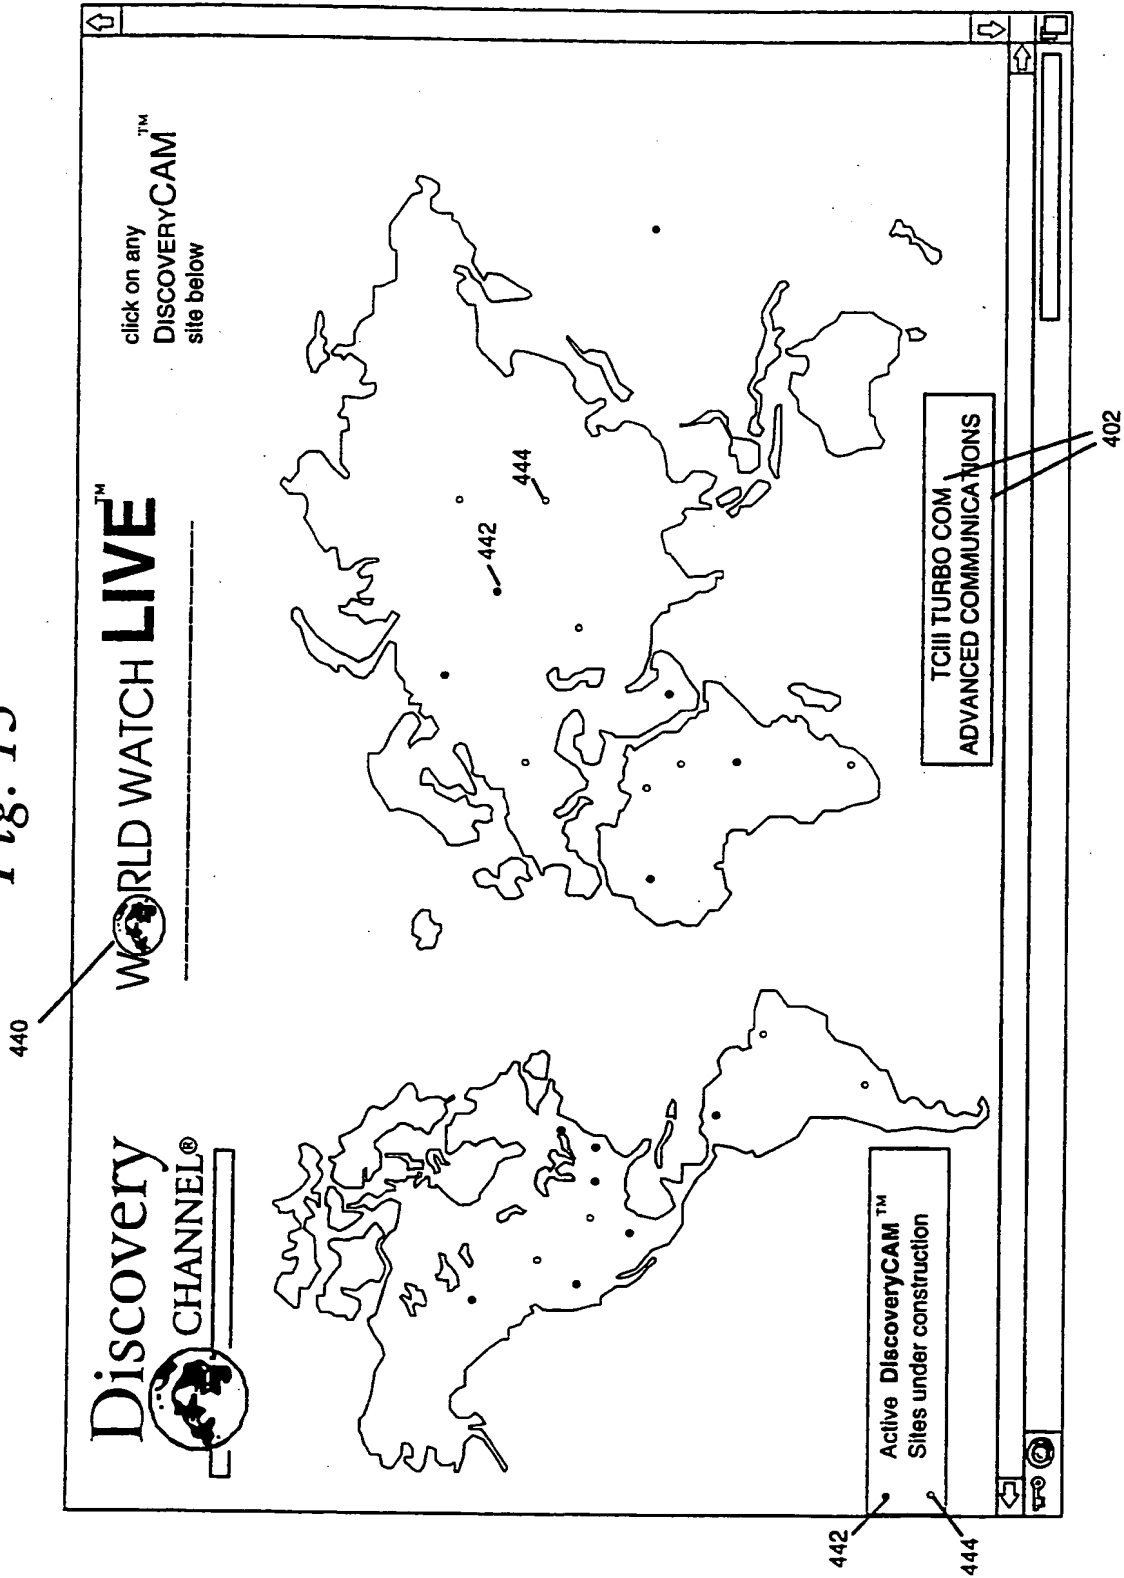 Fig. 15
440
Discovery
CHANNEL®
WORLD WATCH LIVE™
click on any
DISCOVERYCAM™
site below
442
444
442
444
Active DiscoveryCAM™
Sites under construction
TCIII TURBO COM
ADVANCED COMMUNICATIONS
402